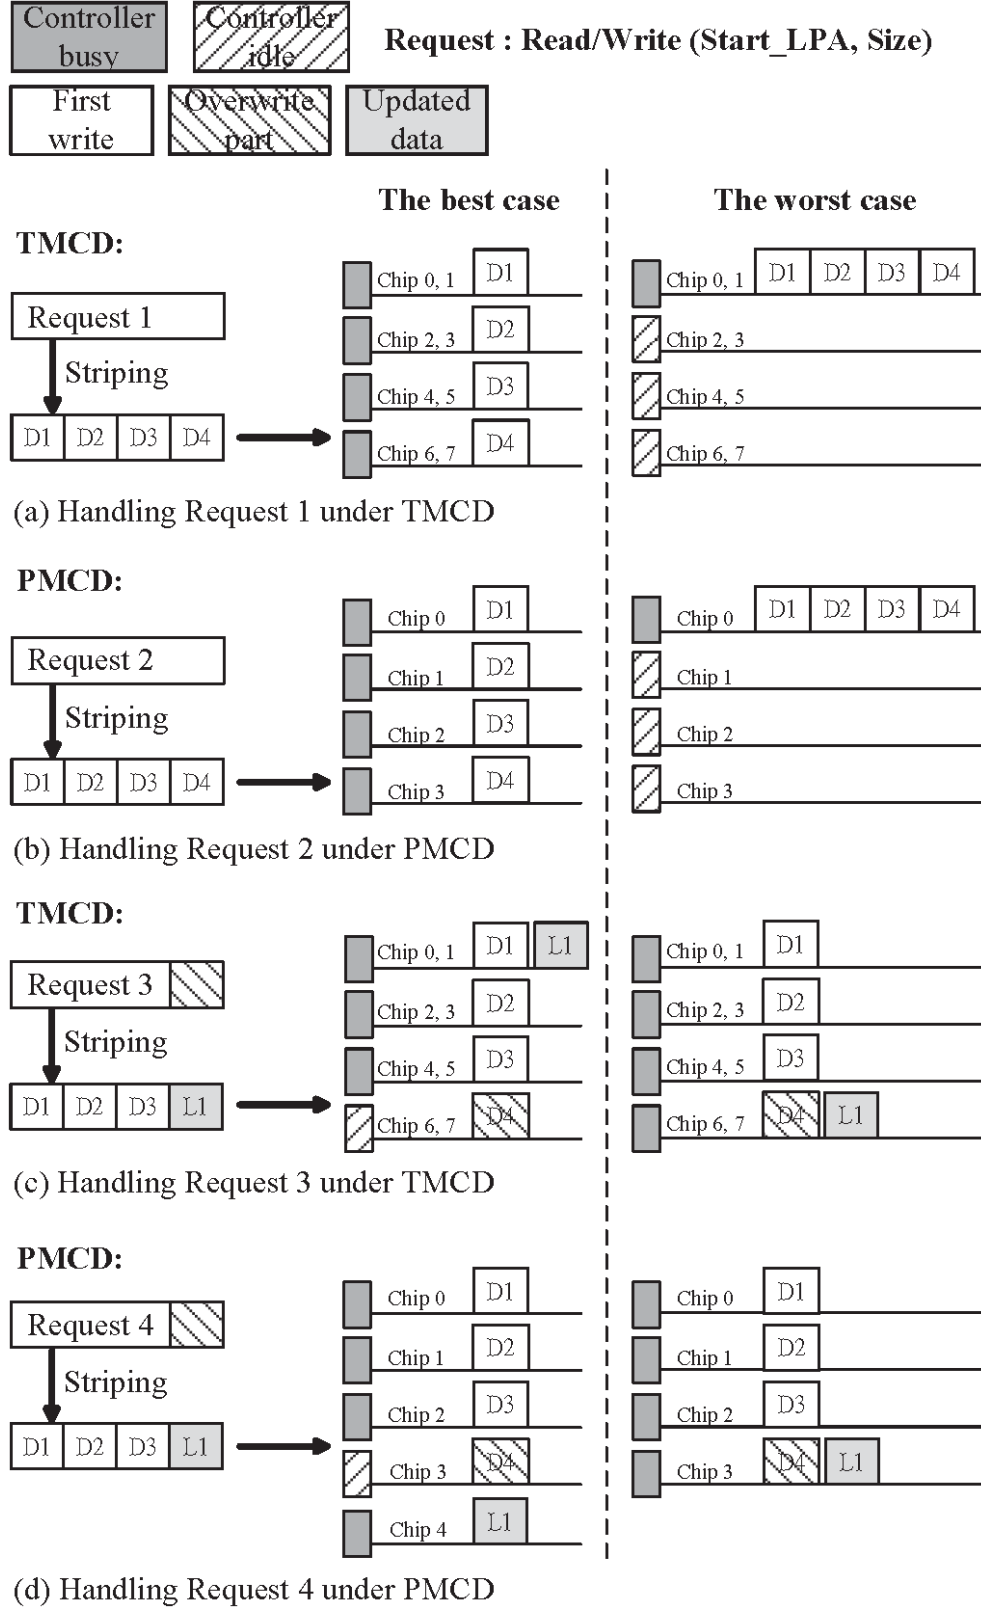 Controller busy
Controller idle
Request : Read/Write (Start_LPA, Size)
First write
Overwrite part
Updated data
The best case
The worst case
TMCD:
Request 1
Striping
D1 D2 D3 D4
Chip 0, 1 D1
Chip 2, 3 D2
Chip 4, 5 D3
Chip 6, 7 D4
Chip 0, 1 D1 D2 D3 D4
Chip 2, 3
Chip 4, 5
Chip 6, 7
(a) Handling Request 1 under TMCD
PMCD:
Request 2
Striping
D1 D2 D3 D4
Chip 0 D1
Chip 1 D2
Chip 2 D3
Chip 3 D4
Chip 0 D1 D2 D3 D4
Chip 1
Chip 2
Chip 3
(b) Handling Request 2 under PMCD
TMCD:
Request 3
Striping
D1 D2 D3 L1
Chip 0, 1 D1 L1
Chip 2, 3 D2
Chip 4, 5 D3
Chip 6, 7 D4
Chip 0, 1 D1
Chip 2, 3 D2
Chip 4, 5 D3
Chip 6, 7 D4 L1
(c) Handling Request 3 under TMCD
PMCD:
Request 4
Striping
D1 D2 D3 L1
Chip 0 D1
Chip 1 D2
Chip 2 D3
Chip 3 D4
Chip 4 L1
Chip 0 D1
Chip 1 D2
Chip 2 D3
Chip 3 D4 L1
(d) Handling Request 4 under PMCD